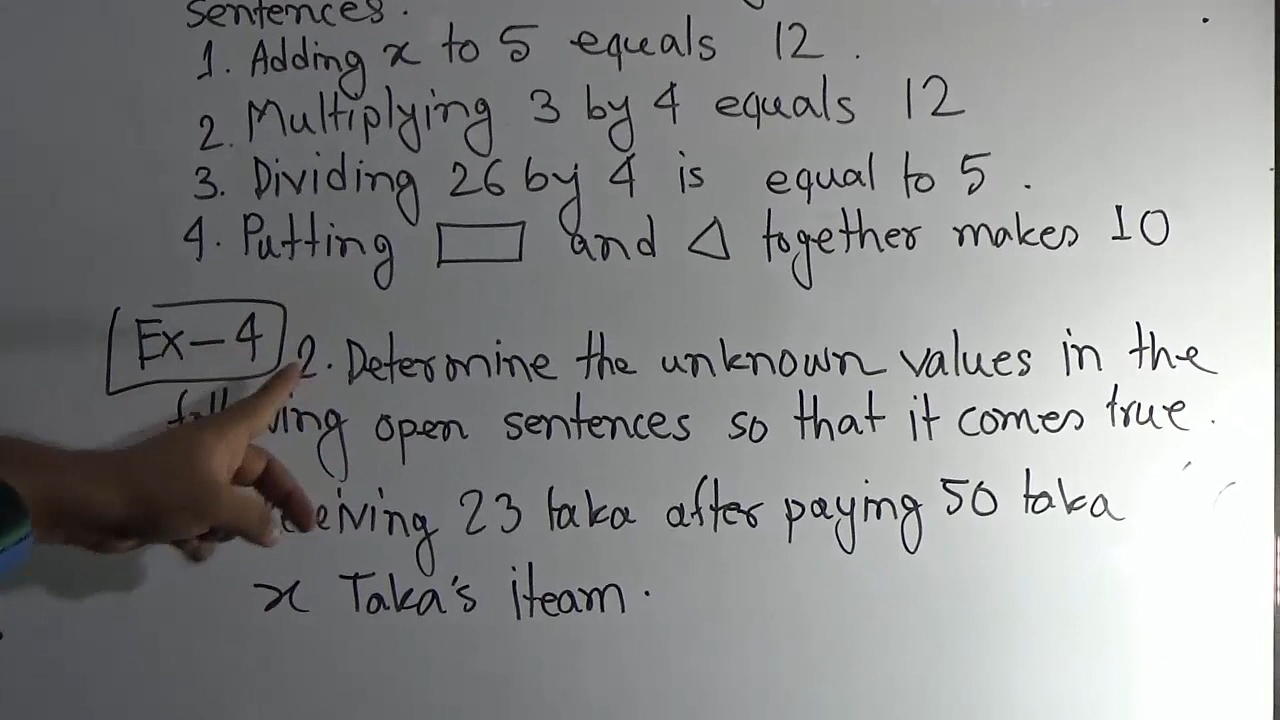 sentences.
1. Adding x to 5 equals 12.
2. Multiplying 3 by 4 equals 12
3. Dividing 26 by 4 is equal to 5.
4. Putting □ and △ together makes 10
Ex-4 2. Determine the unknown values in the
open sentences so that it comes true.
23 taka after paying 50 taka
x Taka's iteam.